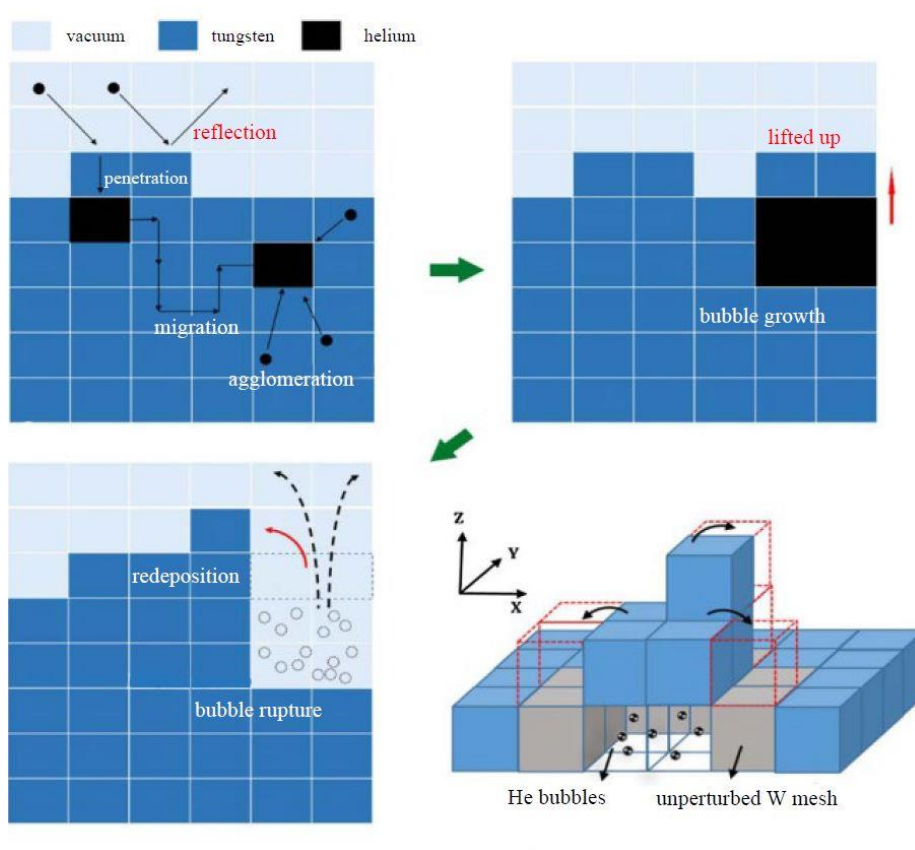 vacuum tungsten helium
reflection
penetration
migration
agglomeration
lifted up
bubble growth
redeposition
bubble rupture
Z
Y
X
He bubbles unperturbed W mesh